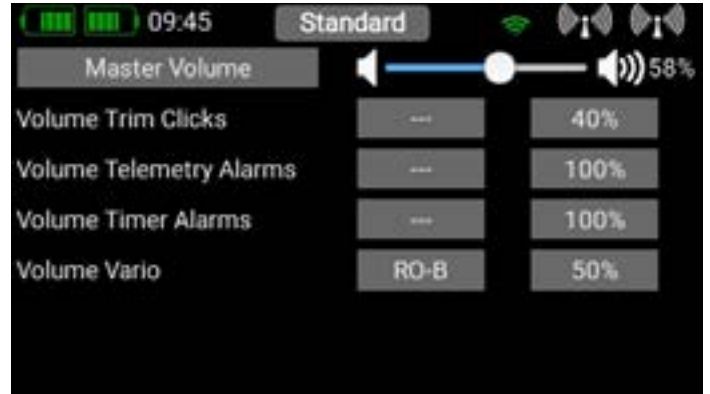 09:45 Standard
Master Volume 58%
Volume Trim Clicks --- 40%
Volume Telemetry Alarms --- 100%
Volume Timer Alarms --- 100%
Volume Vario RO-B 50%